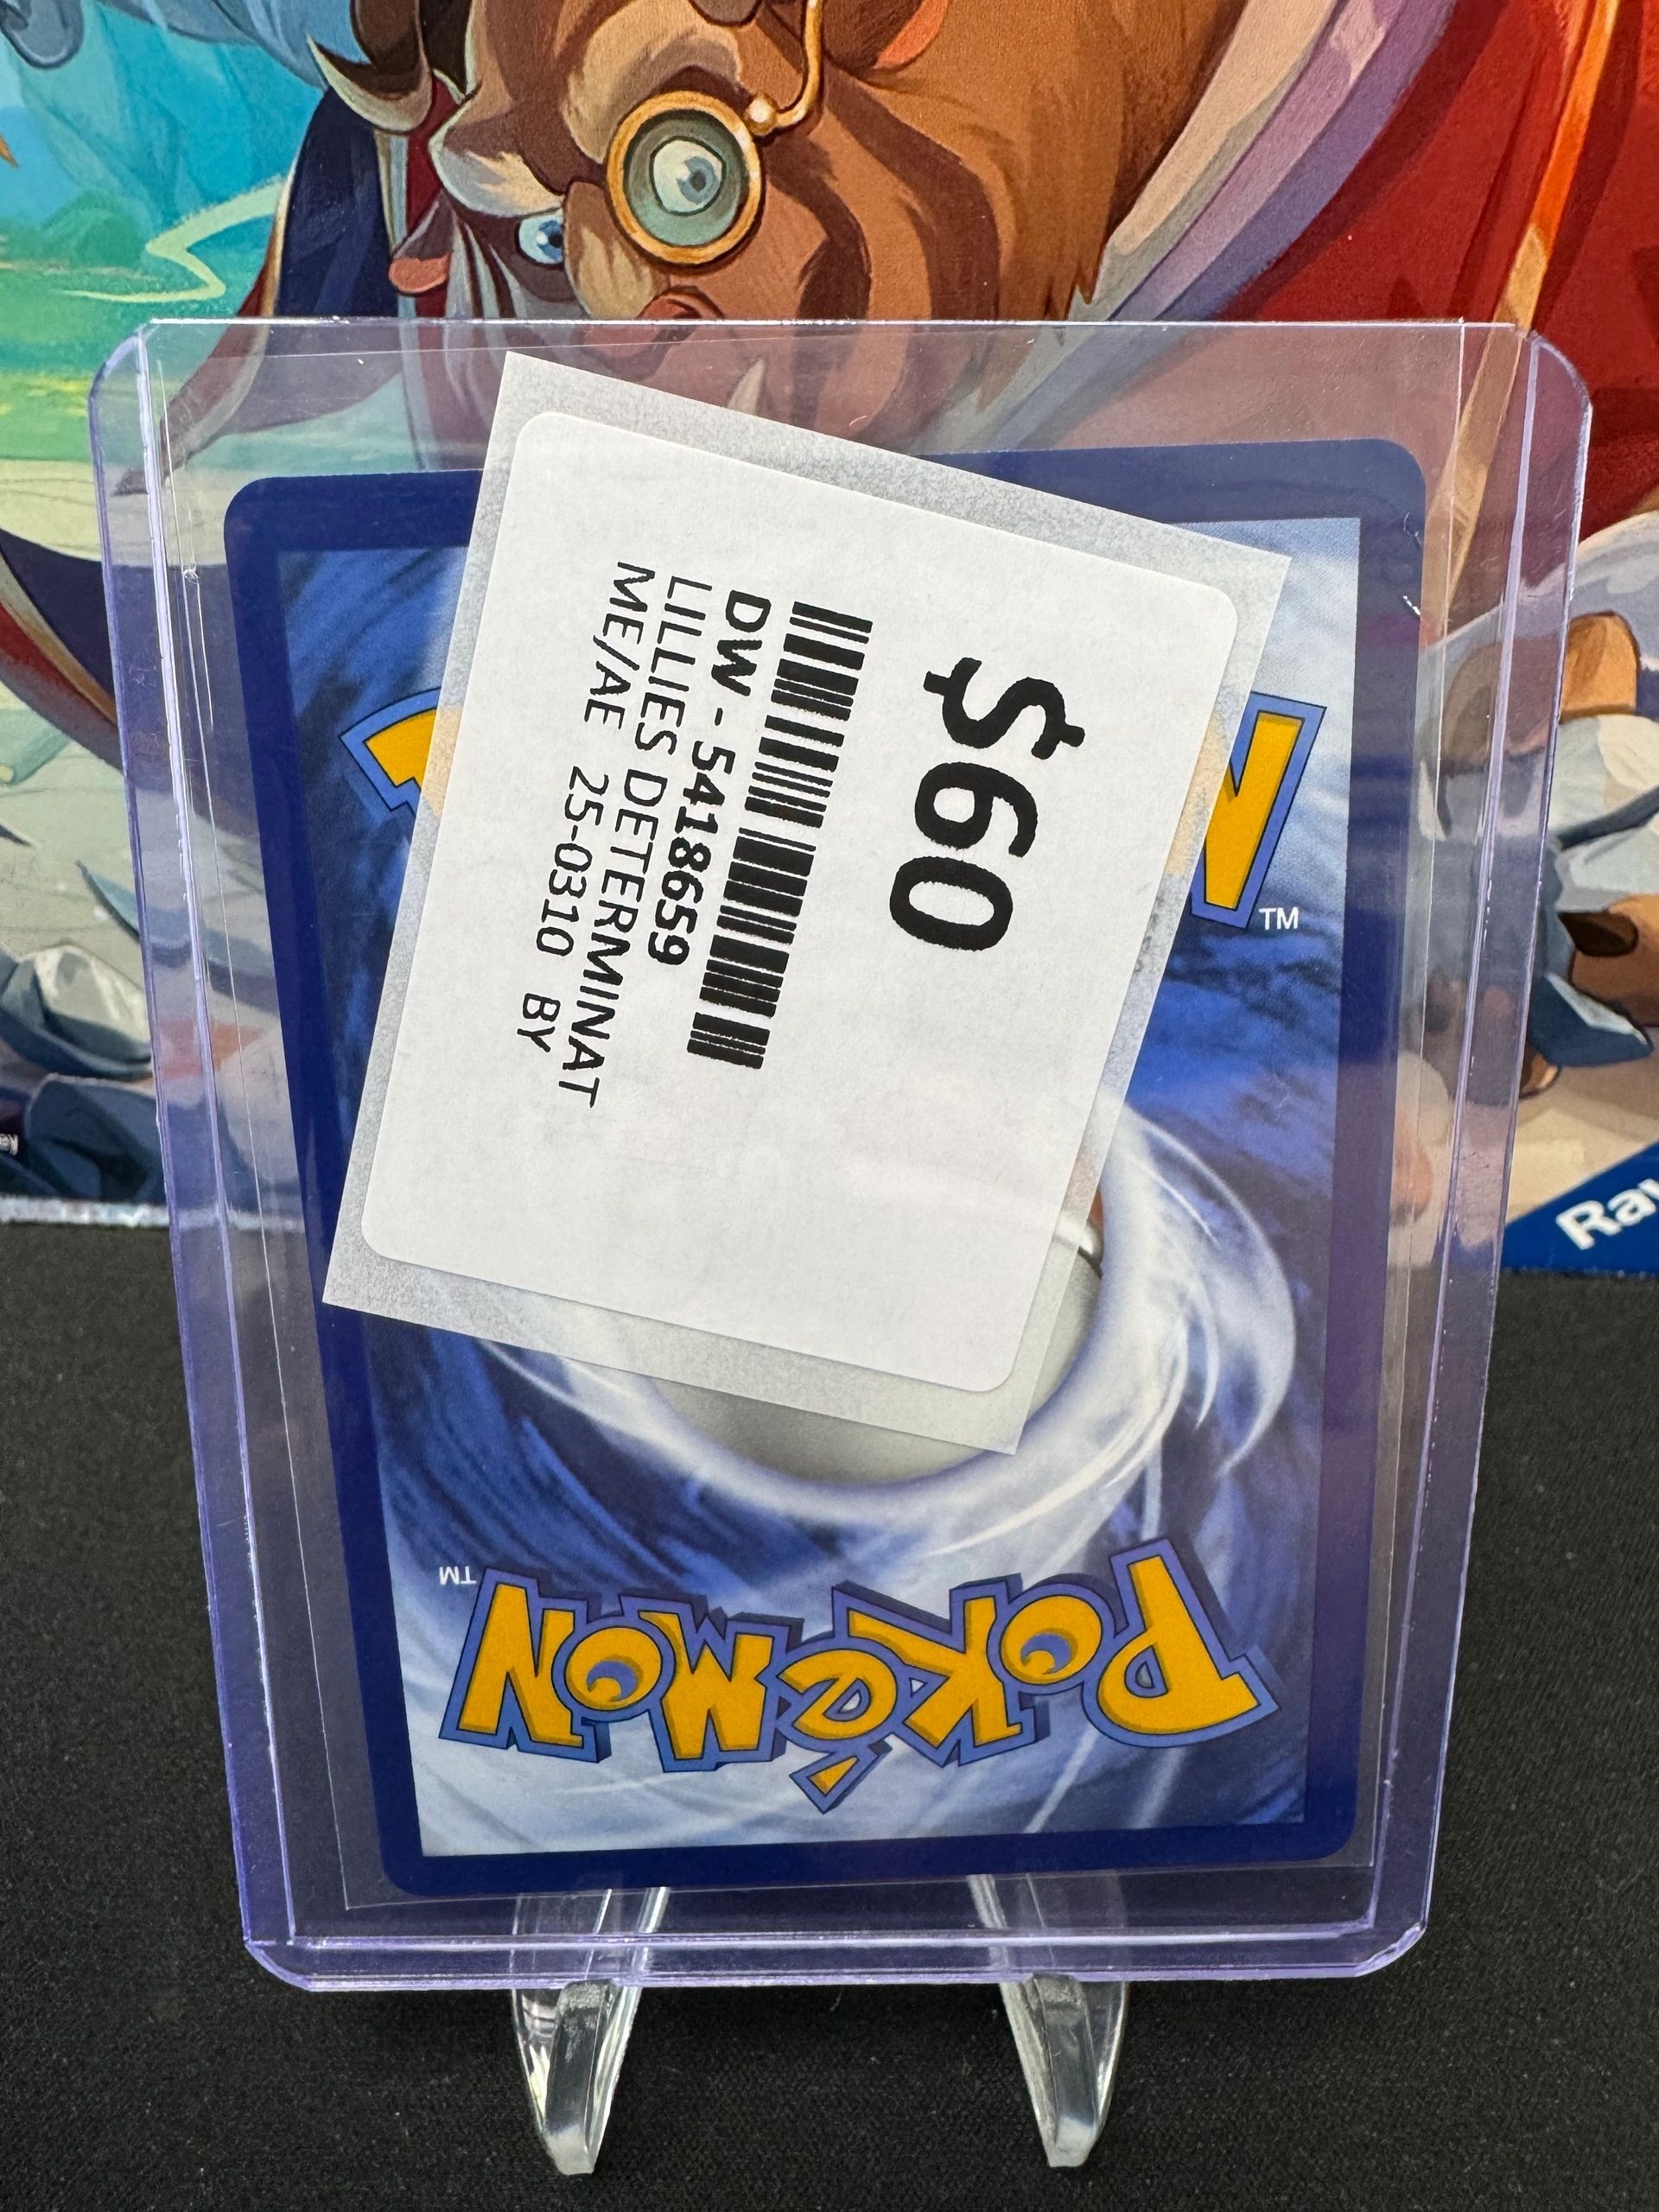 $60
DW - 5418659
LILLIES DETERMINAT
ME/AE 25-0310 BY
TM
POKéMON
TM